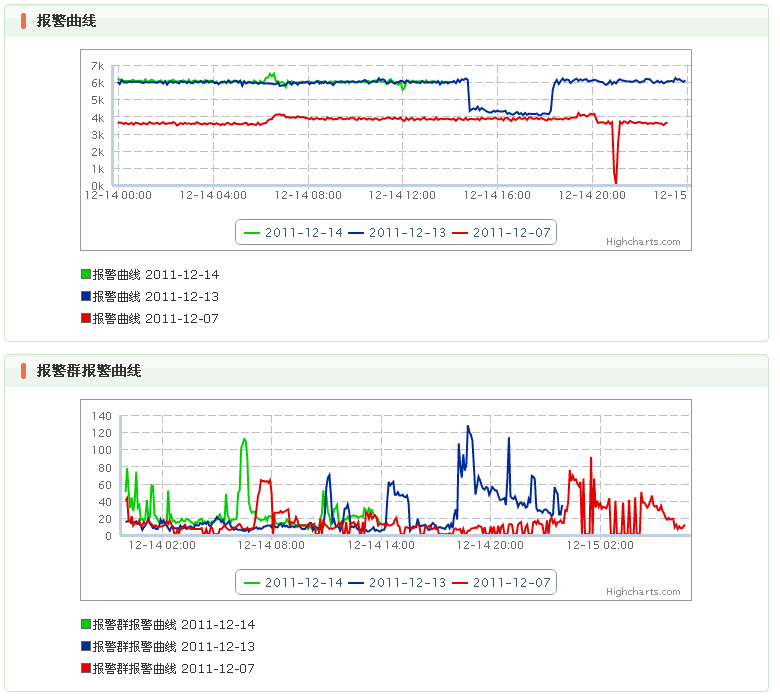 报警曲线
7k
6k
5k
4k
3k
2k
1k
0k
12-14 00:00 12-14 04:00 12-14 08:00 12-14 12:00 12-14 16:00 12-14 20:00 12-15
2011-12-14 2011-12-13 2011-12-07
Highcharts.com
报警曲线 2011-12-14
报警曲线 2011-12-13
报警曲线 2011-12-07
报警群报警曲线
140
120
100
80
60
40
20
0
12-14 02:00 12-14 08:00 12-14 14:00 12-14 20:00 12-15 02:00
2011-12-14 2011-12-13 2011-12-07
Highcharts.com
报警群报警曲线 2011-12-14
报警群报警曲线 2011-12-13
报警群报警曲线 2011-12-07